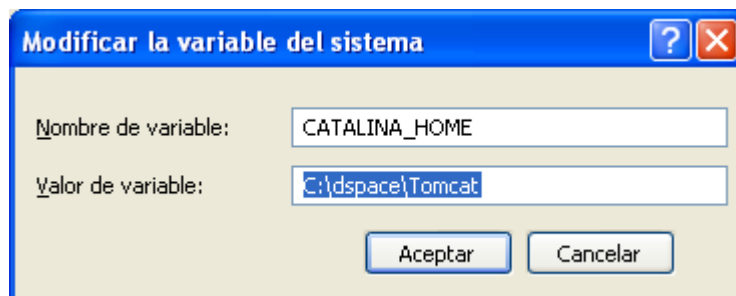 Modificar la variable del sistema
Nombre de variable: CATALINA_HOME
Valor de variable: C:\dspace\Tomcat
Aceptar Cancelar